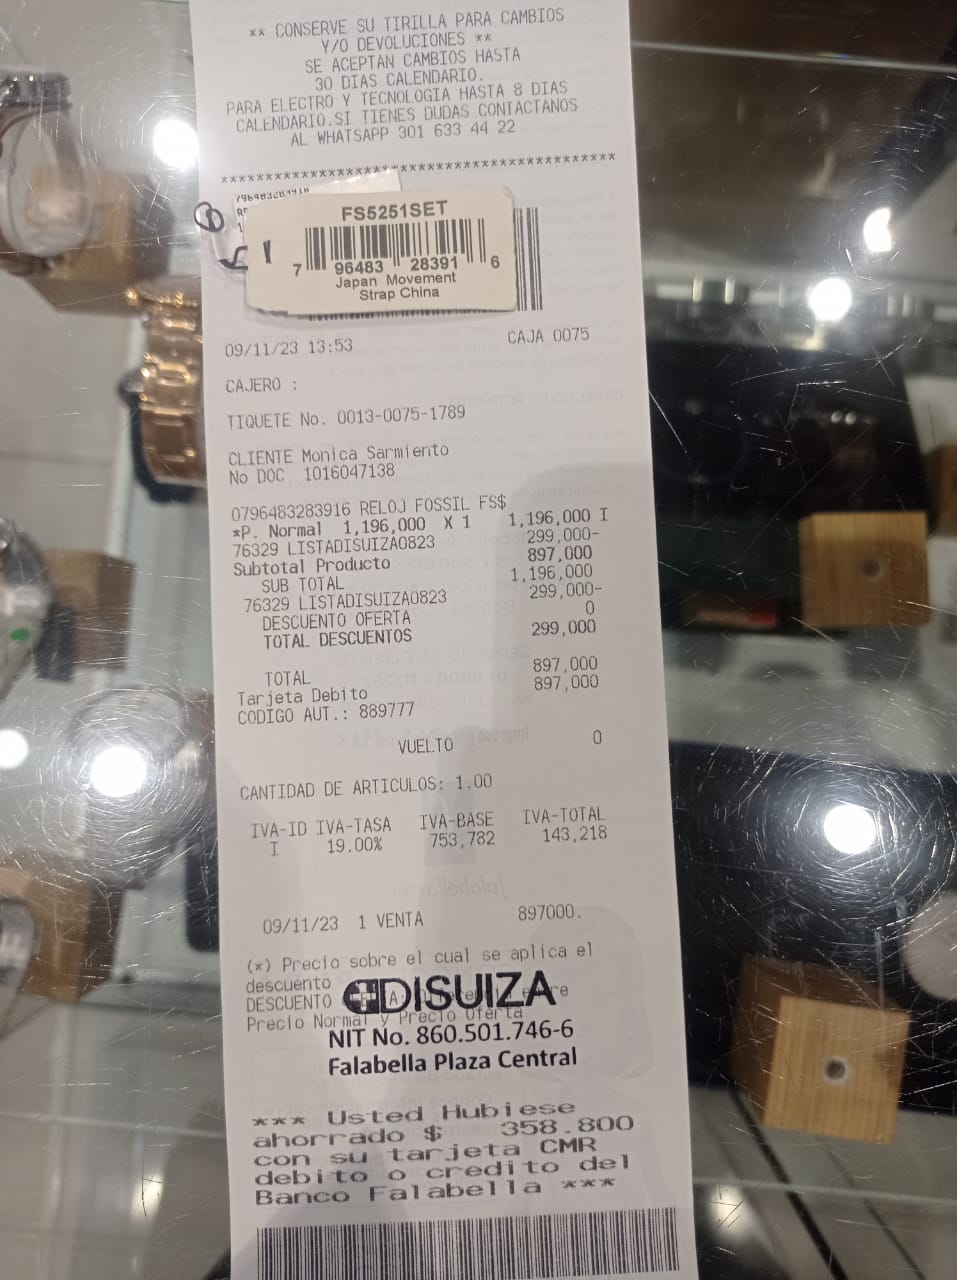 ** CONSERVE SU TIRILLA PARA CAMBIOS
Y/O DEVOLUCIONES **
SE ACEPTAN CAMBIOS HASTA
30 DIAS CALENDARIO.
PARA ELECTRO Y TECNOLOGIA HASTA 8 DIAS
CALENDARIO.SI TIENES DUDAS CONTACTANOS
AL WHATSAPP 301 633 44 22
****************************************
FS5251SET
7 96483 28391 6
Japan Movement
Strap China
09/11/23 13:53 CAJA 0075
CAJERO :
TIQUETE No. 0013-0075-1789
CLIENTE Monica Sarmiento
No DOC 1016047138
0796483283916 RELOJ FOSSIL FS$
*P. Normal 1,196,000 X 1 1,196,000 I
76329 LISTADISUIZA0823 299,000-
Subtotal Producto 897,000
SUB TOTAL 1,196,000
76329 LISTADISUIZA0823 299,000-
DESCUENTO OFERTA 0
TOTAL DESCUENTOS 299,000
TOTAL 897,000
Tarjeta Debito 897,000
CODIGO AUT.: 889777
VUELTO 0
CANTIDAD DE ARTICULOS: 1.00
IVA-ID IVA-TASA IVA-BASE IVA-TOTAL
I 19.00% 753,782 143,218
09/11/23 1 VENTA 897000.
(*) Precio sobre el cual se aplica el
descuento
DESCUENTO
Precio Normal y Precio Oferta
DISUIZA
NIT No. 860.501.746-6
Falabella Plaza Central
*** Usted Hubiese
ahorrado $ 358.800
con su tarjeta CMR
debito o credito del
Banco Falabella ***